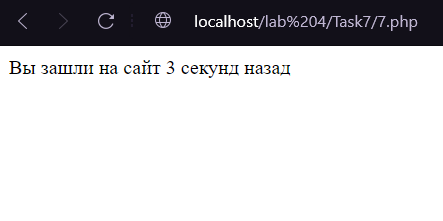 localhost/lab%204/Task7/7.php
Вы зашли на сайт 3 секунд назад